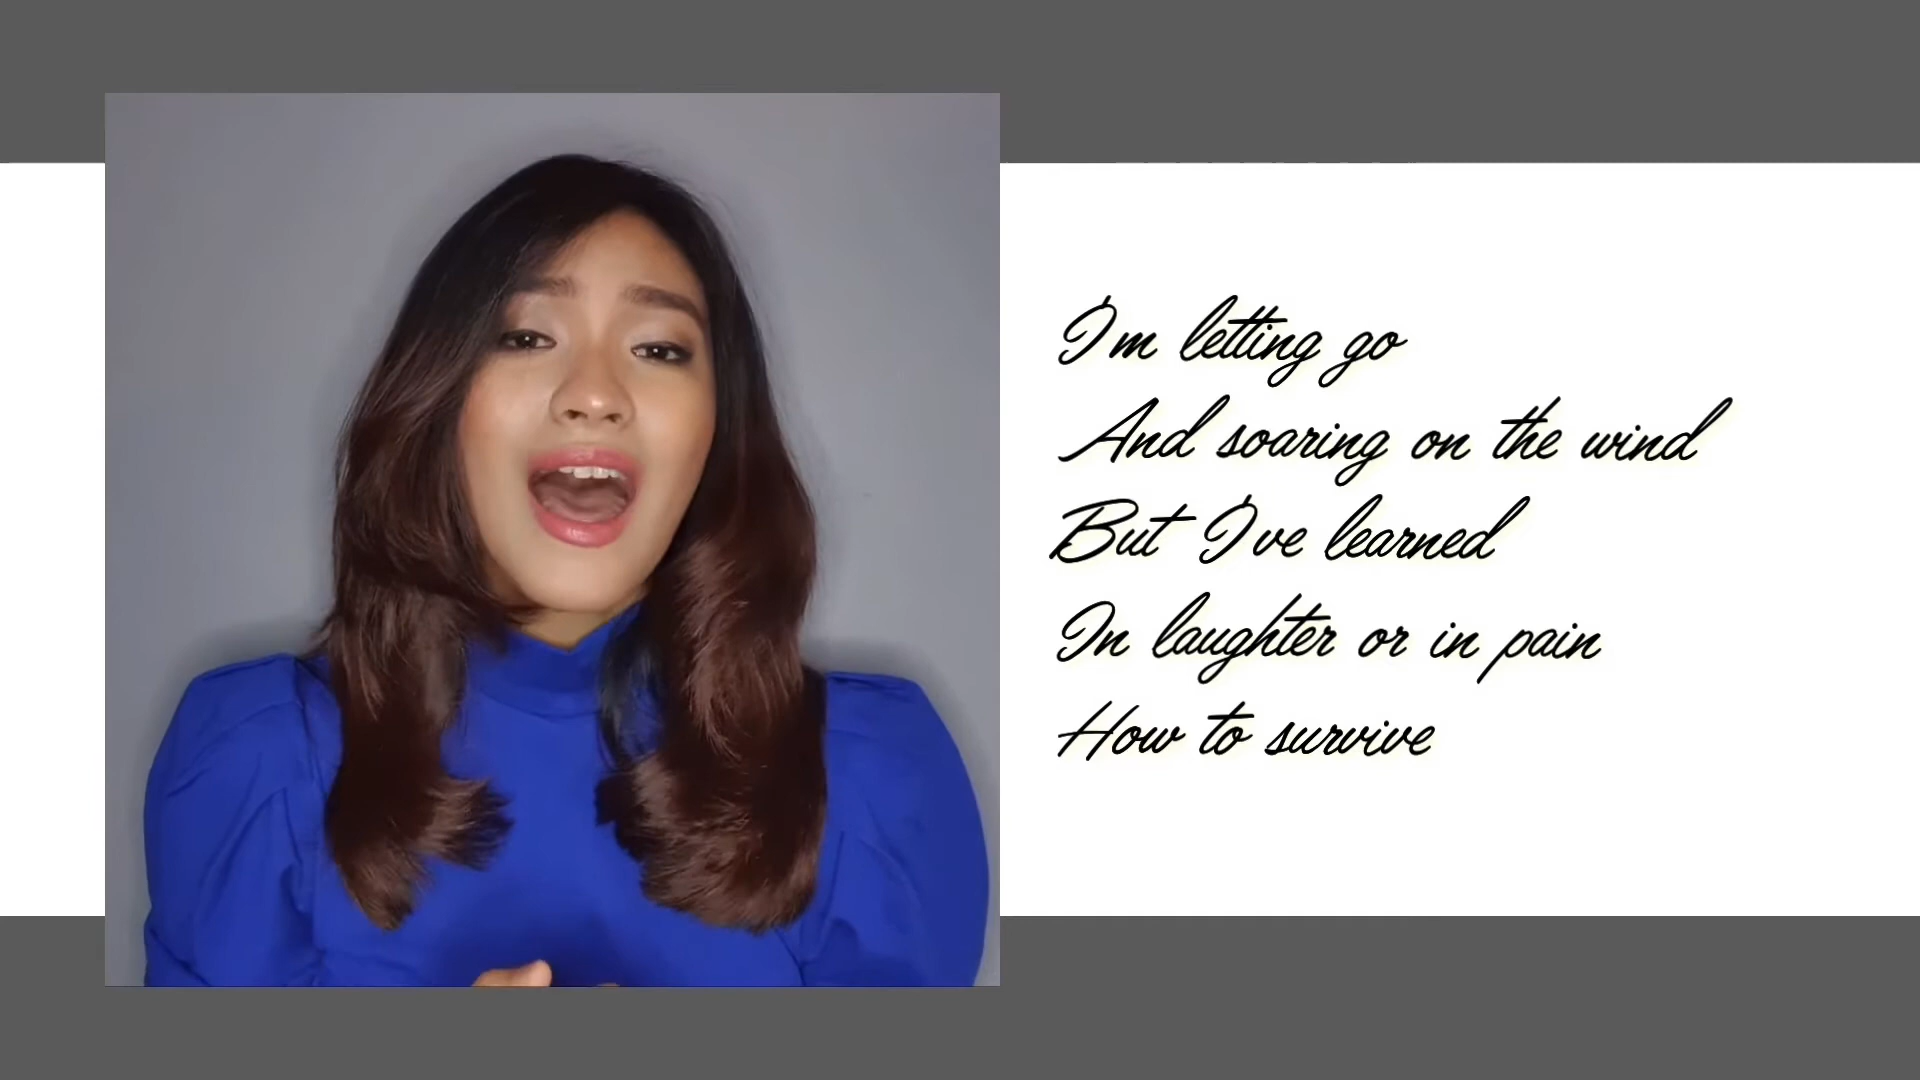 I'm letting go
And soaring on the wind
But I've learned
In laughter or in pain
How to survive